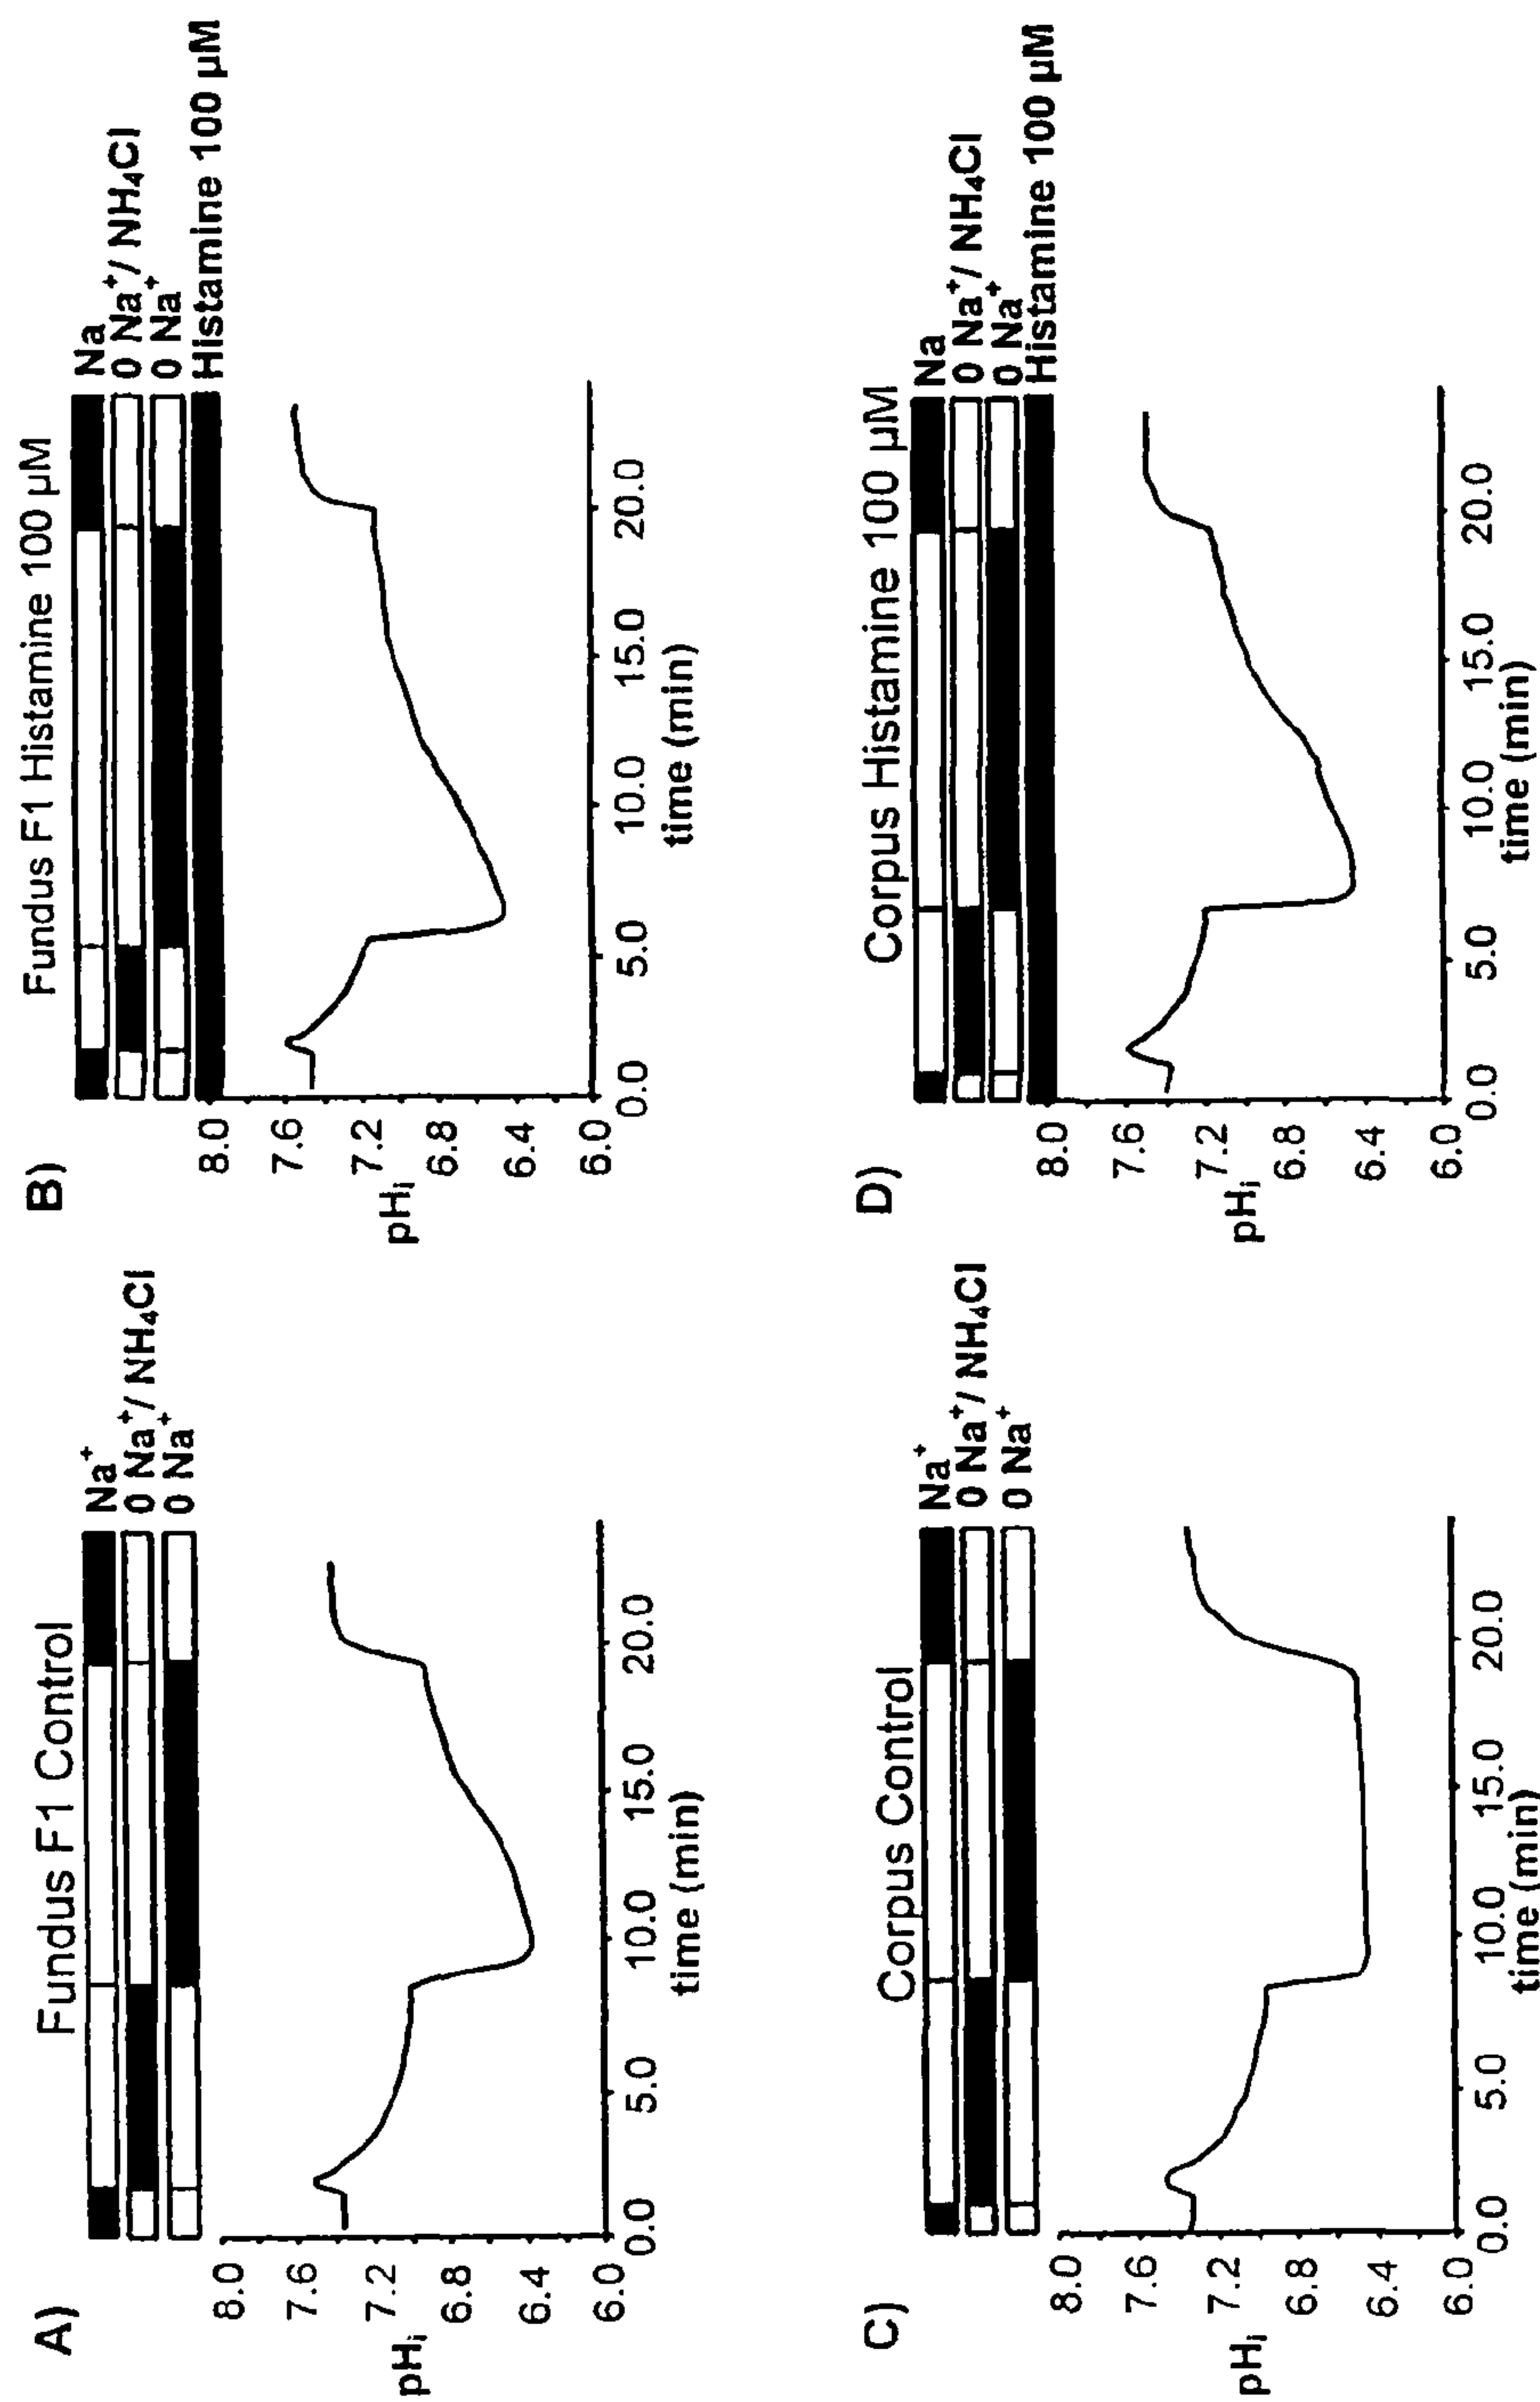 A)
Fundus F1 Control
Na⁺
0 Na⁺/ NH₄Cl
0 Na⁺
8.0
7.6
7.2
6.8
6.4
6.0
pHᵢ
0.0 5.0 10.0 15.0 20.0
time (min)
B)
Fundus F1 Histamine 100 µM
Na
0 Na⁺/ NH₄Cl
0 Na⁺
Histamine 100 µM
8.0
7.6
7.2
6.8
6.4
6.0
pHᵢ
0.0 5.0 10.0 15.0 20.0
time (min)
C)
Corpus Control
Na⁺
0 Na⁺/ NH₄Cl
0 Na⁺
8.0
7.6
7.2
6.8
6.4
6.0
pHᵢ
0.0 5.0 10.0 15.0 20.0
time (min)
D)
Corpus Histamine 100 µM
Na
0 Na⁺/ NH₄Cl
0 Na⁺
Histamine 100 µM
8.0
7.6
7.2
6.8
6.4
6.0
pHᵢ
0.0 5.0 10.0 15.0 20.0
time (min)